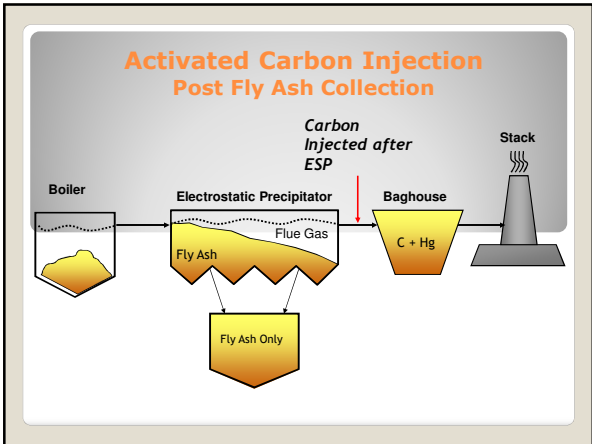 Activated Carbon Injection
Post Fly Ash Collection
Carbon
Injected after
ESP
Stack
Boiler
Electrostatic Precipitator
Baghouse
Flue Gas
Fly Ash
C + Hg
Fly Ash Only